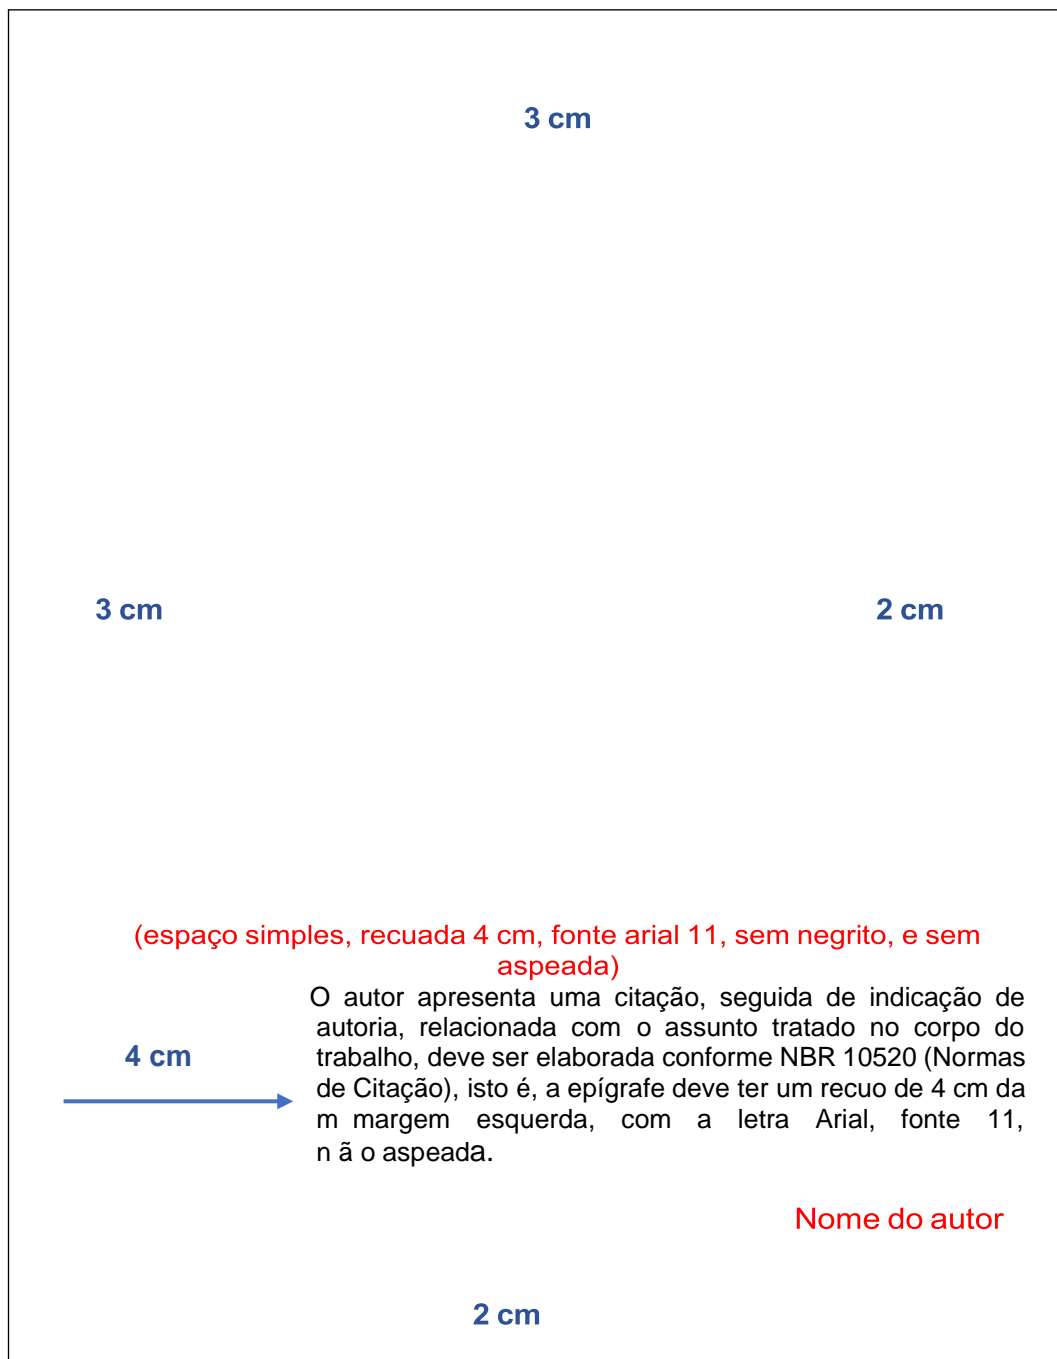 3 cm
3 cm
2 cm
(espaço simples, recuada 4 cm, fonte arial 11, sem negrito, e sem
aspeada)
O autor apresenta uma citação, seguida de indicação de
autoria, relacionada com o assunto tratado no corpo do
4 cm
trabalho, deve ser elaborada conforme NBR 10520 (Normas
de Citação), isto é, a epígrafe deve ter um recuo de 4 cm da
m margem esquerda, com a letra Arial, fonte 11,
n ã o aspeada.
Nome do autor
2 cm